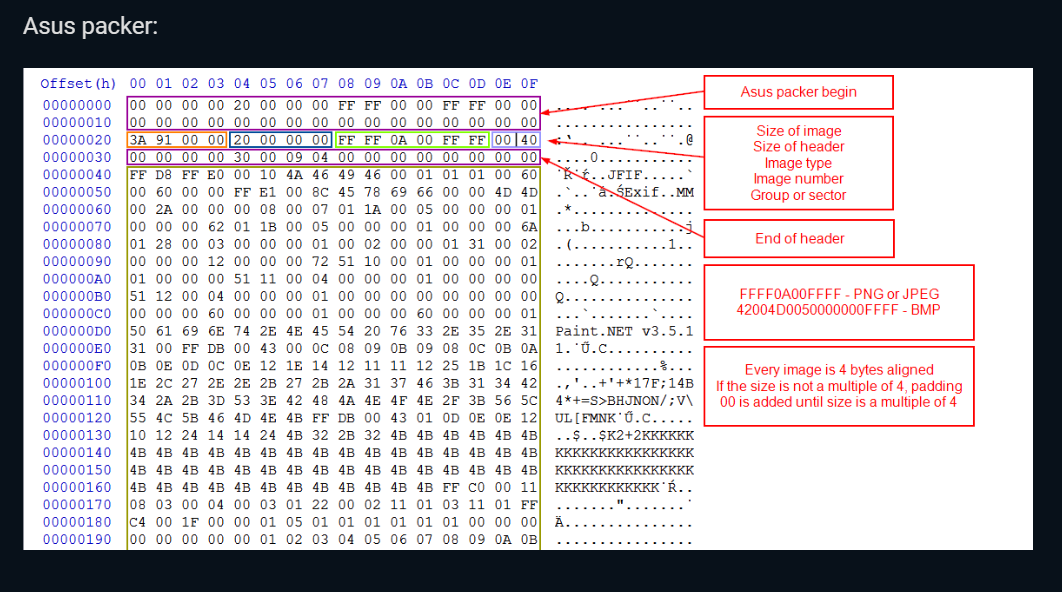 Asus packer:
Offset(h) 00 01 02 03 04 05 06 07 08 09 0A 0B 0C 0D 0E 0F
00000000 00 00 00 00 20 00 00 00 FF FF 00 00 FF FF 00 00
00000010 00 00 00 00 00 00 00 00 00 00 00 00 00 00 00 00 ................
00000020 3A 91 00 00 20 00 00 00 FF FF 0A 00 FF FF 00 40
00000030 00 00 00 00 30 00 09 04 00 00 00 00 00 00 00 00 ....0...........
00000040 FF D8 FF E0 00 10 4A 46 49 46 00 01 01 01 00 60 ˙Ř˙ŕ..JFIF.....`
00000050 00 60 00 00 FF E1 00 8C 45 78 69 66 00 00 4D 4D .`..˙á.ŚExif..MM
00000060 00 2A 00 00 00 08 00 07 01 1A 00 05 00 00 00 01 .*..............
00000070 00 00 00 62 01 1B 00 05 00 00 00 01 00 00 00 6A ...b...........j
00000080 01 28 00 03 00 00 00 01 00 02 00 00 01 31 00 02 .(...........1..
00000090 00 00 00 12 00 00 00 72 51 10 00 01 00 00 00 01 .......rQ.......
000000A0 01 00 00 00 51 11 00 04 00 00 00 01 00 00 00 00 ....Q...........
000000B0 51 12 00 04 00 00 00 01 00 00 00 00 00 00 00 00 Q...............
000000C0 00 00 00 60 00 00 00 01 00 00 00 60 00 00 00 01 ...`.......`....
000000D0 50 61 69 6E 74 2E 4E 45 54 20 76 33 2E 35 2E 31 Paint.NET v3.5.1
000000E0 31 00 FF DB 00 43 00 0C 08 09 0B 09 08 0C 0B 0A 1.˙Ű.C..........
000000F0 0B 0E 0D 0C 0E 12 1E 14 12 11 11 12 25 1B 1C 16 ............%...
00000100 1E 2C 27 2E 2E 2B 27 2B 2A 31 37 46 3B 31 34 42 .,'..+'+*17F;14B
00000110 34 2A 2B 3D 53 3E 42 48 4A 4E 4F 4E 2F 3B 56 5C 4*+=S>BHJNON/;V\
00000120 55 4C 5B 46 4D 4E 4B FF DB 00 43 01 0D 0E 0E 12 UL[FMNK˙Ű.C.....
00000130 10 12 24 14 14 24 4B 32 2B 32 4B 4B 4B 4B 4B 4B ..$..$K2+2KKKKKK
00000140 4B 4B 4B 4B 4B 4B 4B 4B 4B 4B 4B 4B 4B 4B 4B 4B KKKKKKKKKKKKKKKK
00000150 4B 4B 4B 4B 4B 4B 4B 4B 4B 4B 4B 4B 4B 4B 4B 4B KKKKKKKKKKKKKKKK
00000160 4B 4B 4B 4B 4B 4B 4B 4B 4B 4B 4B 4B FF C0 00 11 KKKKKKKKKKKK˙Ŕ..
00000170 08 03 00 04 00 03 01 22 00 02 11 01 03 11 01 FF .......".......˙
00000180 C4 00 1F 00 00 01 05 01 01 01 01 01 01 00 00 00 Ä...............
00000190 00 00 00 00 00 01 02 03 04 05 06 07 08 09 0A 0B ................
Asus packer begin
Size of image
Size of header
Image type
Image number
Group or sector
End of header
FFFF0A00FFFF - PNG or JPEG
42004D0050000000FFFF - BMP
Every image is 4 bytes aligned
If the size is not a multiple of 4, padding
00 is added until size is a multiple of 4